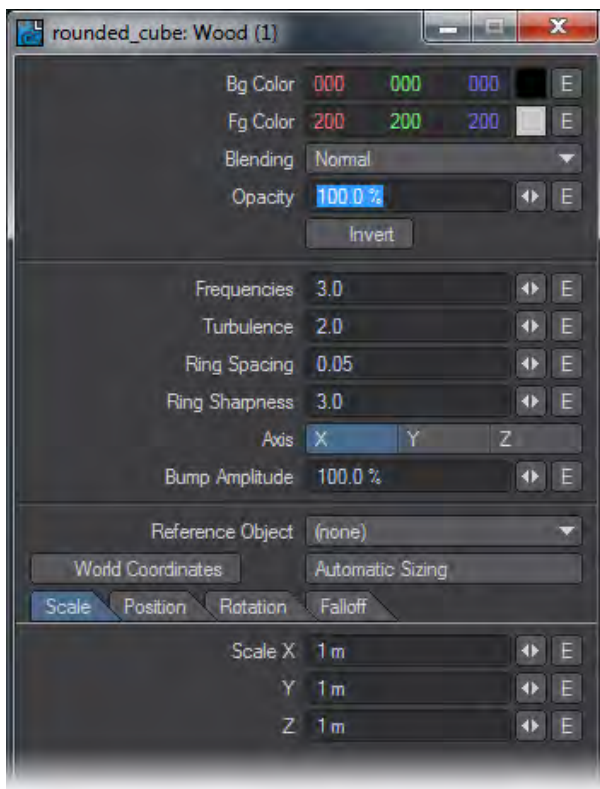 rounded_cube: Wood (1)
Bg Color 000 000 000 E
Fg Color 200 200 200 E
Blending Normal
Opacity 100.0 % E
Invert
Frequencies 3.0 E
Turbulence 2.0 E
Ring Spacing 0.05 E
Ring Sharpness 3.0 E
Axis X Y Z
Bump Amplitude 100.0 % E
Reference Object (none)
World Coordinates Automatic Sizing
Scale Position Rotation Falloff
Scale X 1 m E
Y 1 m E
Z 1 m E